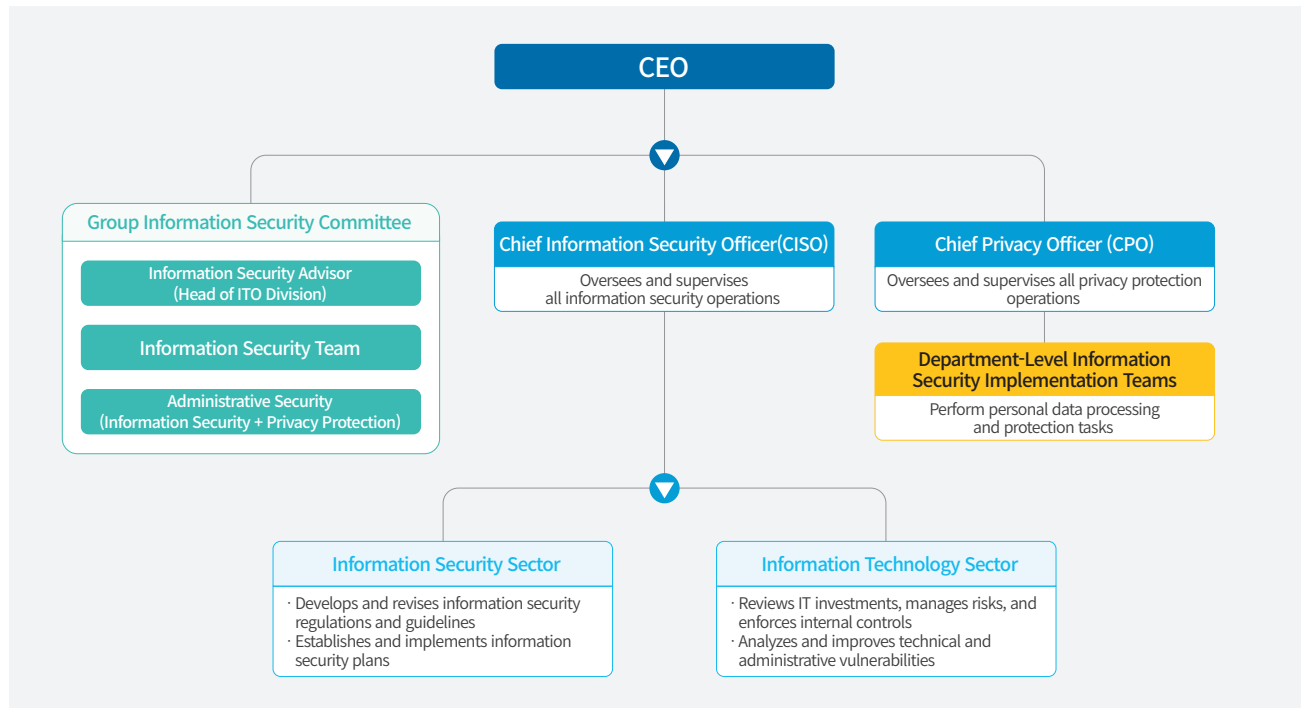 CEO
Group Information Security Committee
Information Security Advisor
(Head of ITO Division)
Information Security Team
Administrative Security
(Information Security + Privacy Protection)
Chief Information Security Officer(CISO)
Oversees and supervises
all information security operations
Chief Privacy Officer (CPO)
Oversees and supervises all privacy protection
operations
Department-Level Information
Security Implementation Teams
Perform personal data processing
and protection tasks
Information Security Sector
· Develops and revises information security
regulations and guidelines
· Establishes and implements information
security plans
Information Technology Sector
· Reviews IT investments, manages risks, and
enforces internal controls
· Analyzes and improves technical and
administrative vulnerabilities